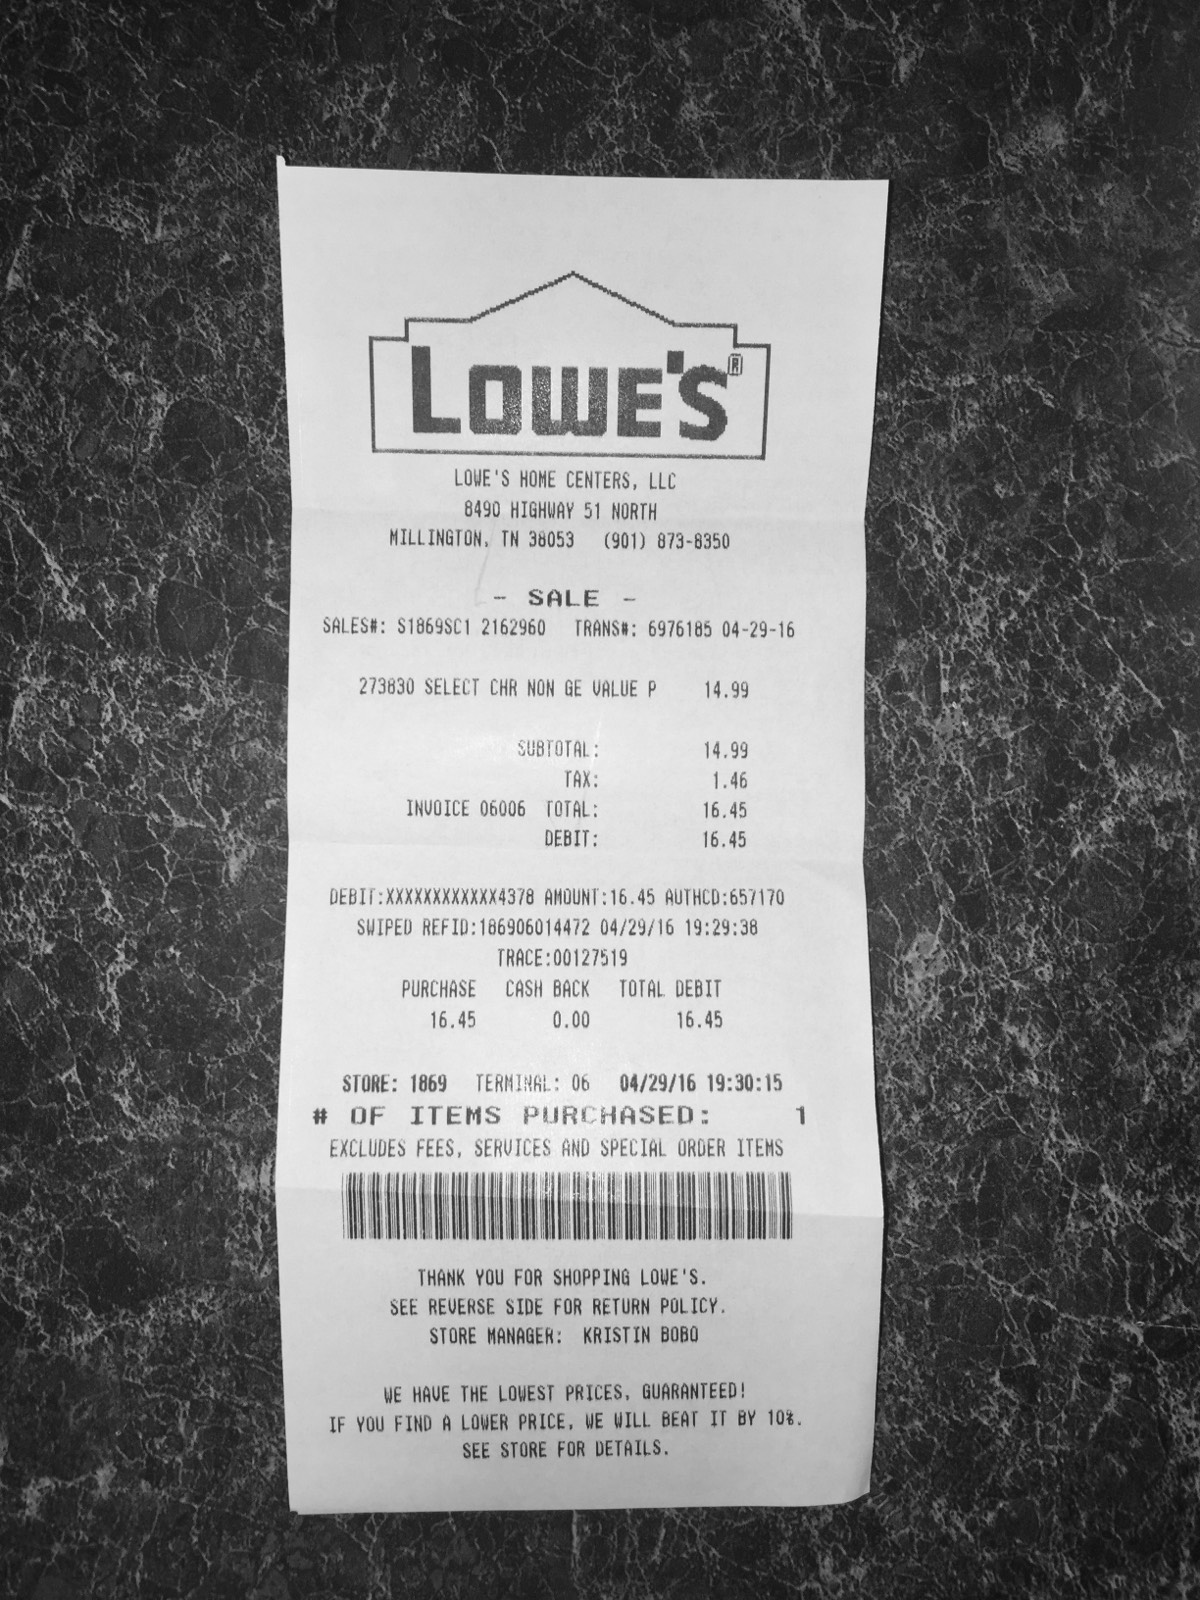 LOWE'S®
LOWE'S HOME CENTERS, LLC
8490 HIGHWAY 51 NORTH
MILLINGTON, TN 38053 (901) 873-8350
- SALE -
SALES#: S1869SC1 2162960 TRANS#: 6976185 04-29-16
273830 SELECT CHR NON GE VALUE P 14.99
SUBTOTAL: 14.99
TAX: 1.46
INVOICE 06006 TOTAL: 16.45
DEBIT: 16.45
DEBIT:XXXXXXXXXXXX4378 AMOUNT:16.45 AUTHCD:657170
SWIPED REFID:186906014472 04/29/16 19:29:38
TRACE:00127519
PURCHASE CASH BACK TOTAL DEBIT
16.45 0.00 16.45
STORE: 1869 TERMINAL: 06 04/29/16 19:30:15
# OF ITEMS PURCHASED: 1
EXCLUDES FEES, SERVICES AND SPECIAL ORDER ITEMS
THANK YOU FOR SHOPPING LOWE'S.
SEE REVERSE SIDE FOR RETURN POLICY.
STORE MANAGER: KRISTIN BOBO
WE HAVE THE LOWEST PRICES, GUARANTEED!
IF YOU FIND A LOWER PRICE, WE WILL BEAT IT BY 10%.
SEE STORE FOR DETAILS.